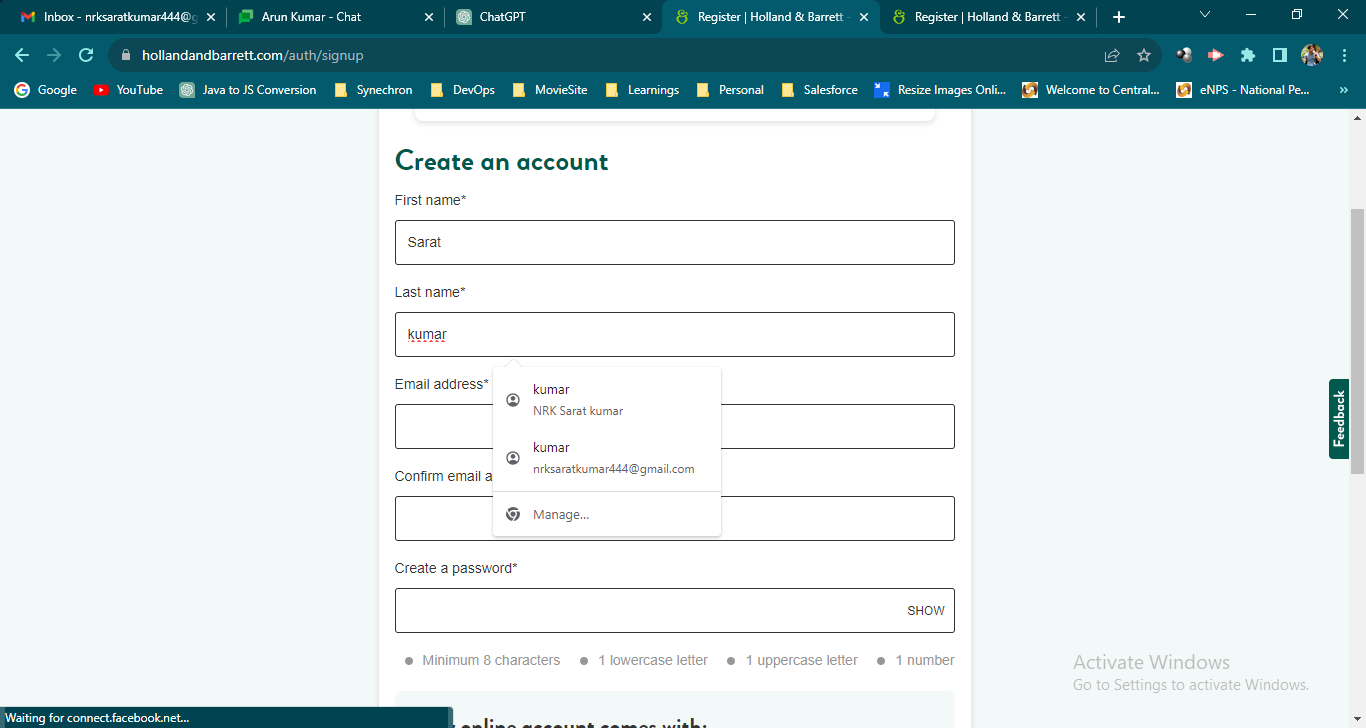 Inbox - nrksaratkumar444@g
Arun Kumar - Chat
ChatGPT
Register | Holland & Barrett -
Register | Holland & Barrett -
hollandandbarrett.com/auth/signup
Google
YouTube
Java to JS Conversion
Synechron
DevOps
MovieSite
Learnings
Personal
Salesforce
Resize Images Onli...
Welcome to Central...
eNPS - National Pe...
Create an account
First name*
Sarat
Last name*
kumar
Email address*
kumar
NRK Sarat kumar
kumar
nrksaratkumar444@gmail.com
Manage...
Confirm email a
Create a password*
SHOW
Minimum 8 characters
1 lowercase letter
1 uppercase letter
1 number
online account comes with:
Feedback
Activate Windows
Go to Settings to activate Windows.
Waiting for connect.facebook.net...